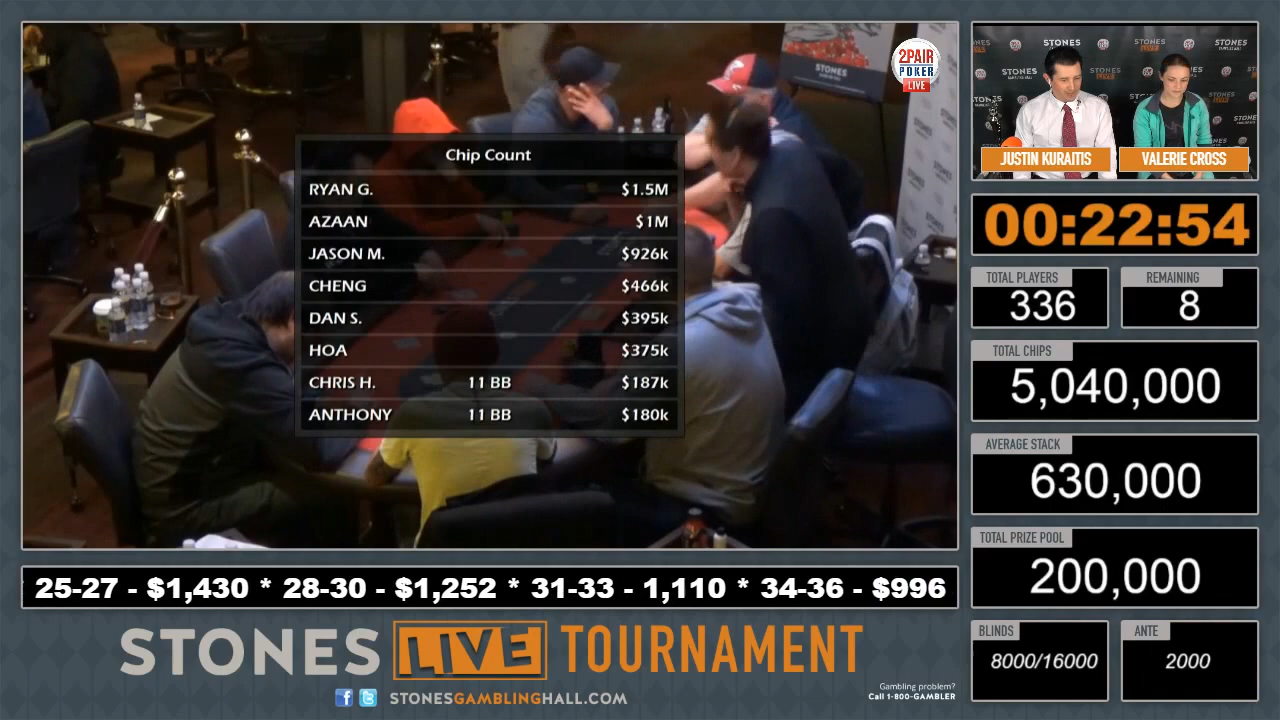 2PAIR
POKER
LIVE
STONES
Chip Count
RYAN G. $1.5M
AZAAN $1M
JASON M. $926k
CHENG $466k
DAN S. $395k
HOA $375k
CHRIS H. 11 BB $187k
ANTHONY 11 BB $180k
STONES
STONES
STONES
STONES
JUSTIN KURAITIS
VALERIE CROSS
00:22:54
TOTAL PLAYERS
336
REMAINING
8
TOTAL CHIPS
5,040,000
AVERAGE STACK
630,000
TOTAL PRIZE POOL
200,000
BLINDS
8000/16000
ANTE
2000
25-27 - $1,430 * 28-30 - $1,252 * 31-33 - 1,110 * 34-36 - $996
STONES LIVE TOURNAMENT
STONESGAMBLINGHALL.COM
Gambling problem?
Call 1-800-GAMBLER